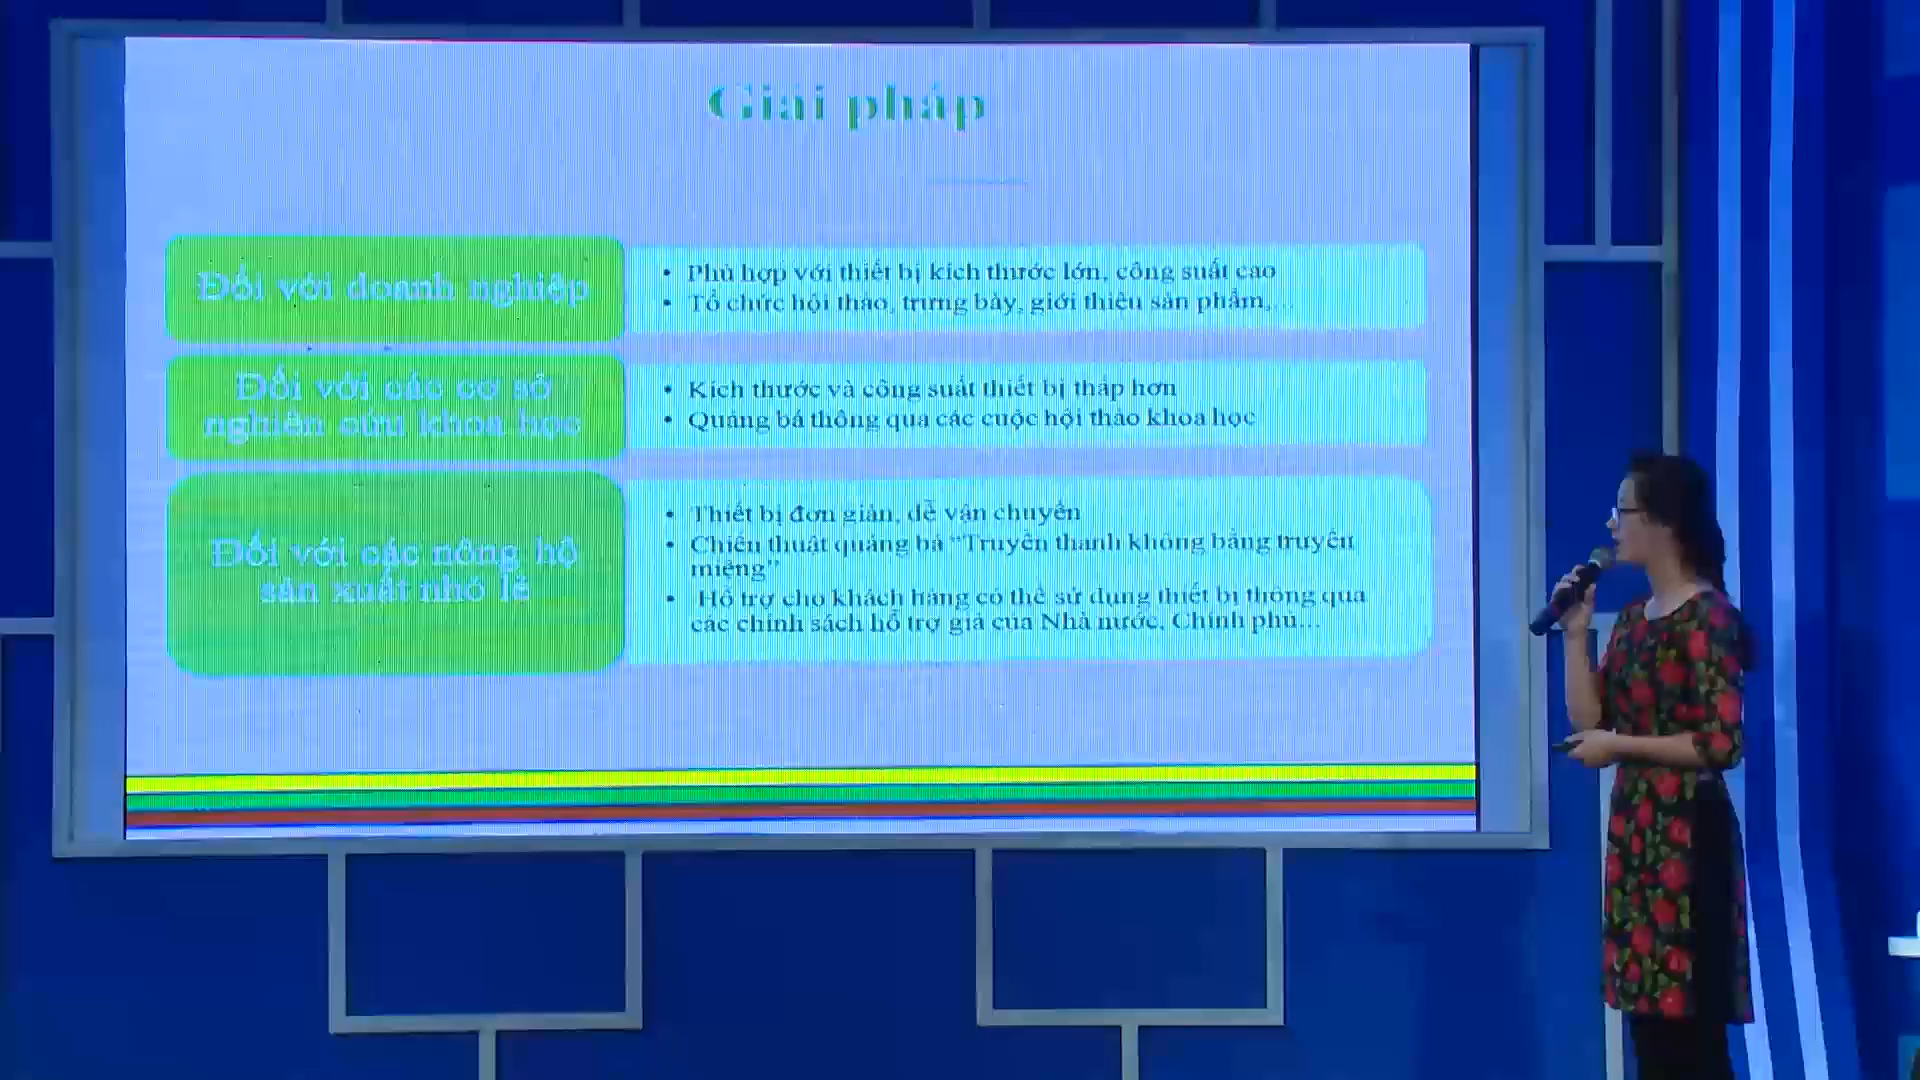 Giải pháp
Đối với doanh nghiệp
• Phù hợp với thiết bị kích thước lớn, công suất cao
• Tổ chức hội thảo, trưng bày, giới thiệu sản phẩm,…
Đối với các cơ sở
nghiên cứu khoa học
• Kích thước và công suất thiết bị thấp hơn
• Quảng bá thông qua các cuộc hội thảo khoa học
Đối với các nông hộ
sản xuất nhỏ lẻ
• Thiết bị đơn giản, dễ vận chuyển
• Chiến thuật quảng bá “Truyền thanh không bằng truyền
miệng”
• Hỗ trợ cho khách hàng có thể sử dụng thiết bị thông qua
các chính sách hỗ trợ giá của Nhà nước, Chính phủ…